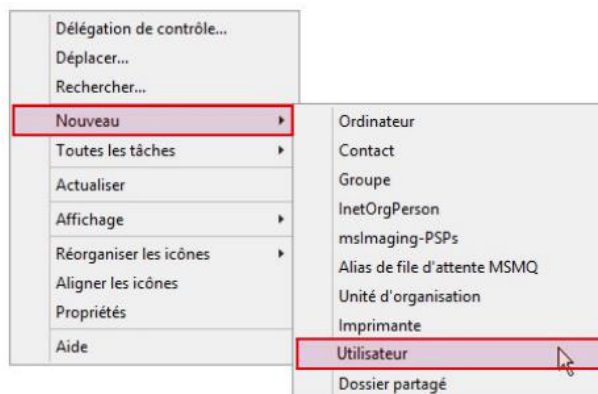 Délégation de contrôle...
Déplacer...
Rechercher...
Nouveau
Toutes les tâches
Actualiser
Affichage
Réorganiser les icônes
Aligner les icônes
Propriétés
Aide
Ordinateur
Contact
Groupe
InetOrgPerson
msImaging-PSPs
Alias de file d'attente MSMQ
Unité d'organisation
Imprimante
Utilisateur
Dossier partagé